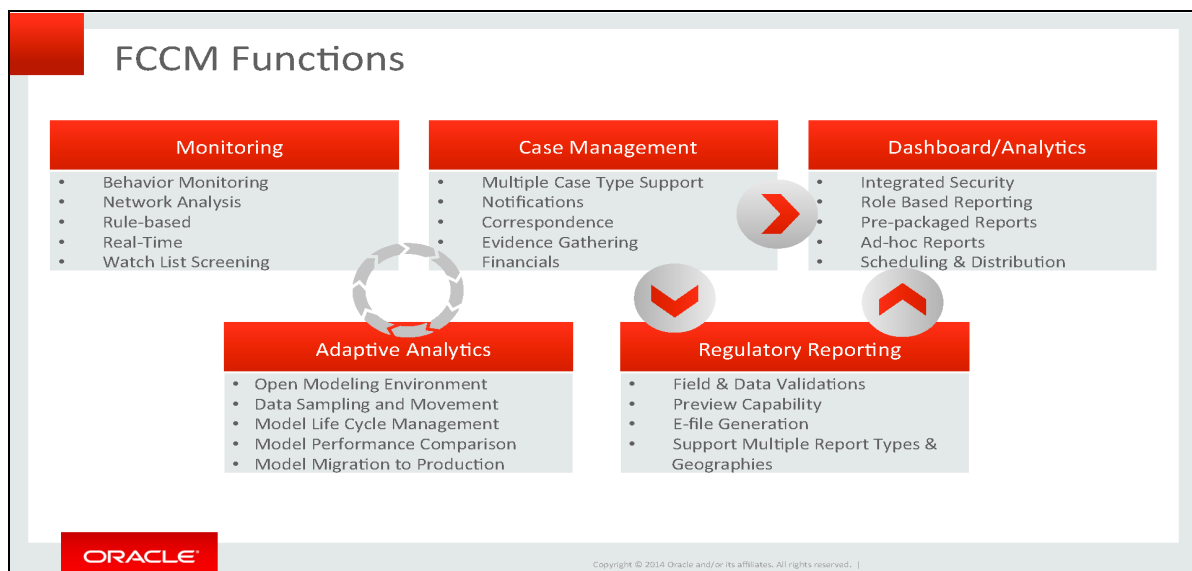 FCCM Functions
Monitoring
• Behavior Monitoring
• Network Analysis
• Rule-based
• Real-Time
• Watch List Screening
Case Management
• Multiple Case Type Support
• Notifications
• Correspondence
• Evidence Gathering
• Financials
Dashboard/Analytics
• Integrated Security
• Role Based Reporting
• Pre-packaged Reports
• Ad-hoc Reports
• Scheduling & Distribution
Adaptive Analytics
• Open Modeling Environment
• Data Sampling and Movement
• Model Life Cycle Management
• Model Performance Comparison
• Model Migration to Production
Regulatory Reporting
• Field & Data Validations
• Preview Capability
• E-file Generation
• Support Multiple Report Types &
Geographies
ORACLE®
Copyright © 2014 Oracle and/or its affiliates. All rights reserved. |